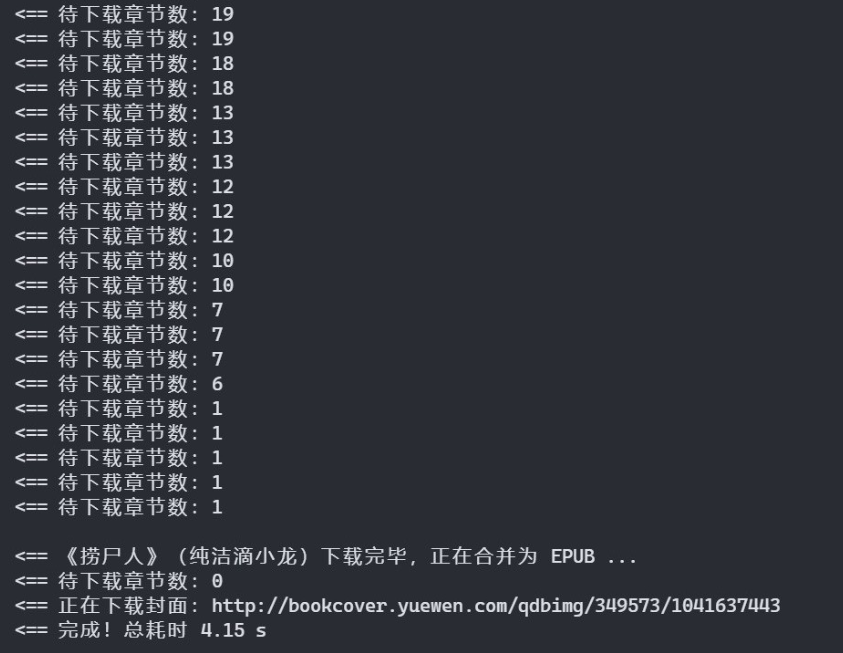 <== 待下载章节数: 19
<== 待下载章节数: 19
<== 待下载章节数: 18
<== 待下载章节数: 18
<== 待下载章节数: 13
<== 待下载章节数: 13
<== 待下载章节数: 13
<== 待下载章节数: 12
<== 待下载章节数: 12
<== 待下载章节数: 12
<== 待下载章节数: 10
<== 待下载章节数: 10
<== 待下载章节数: 7
<== 待下载章节数: 7
<== 待下载章节数: 7
<== 待下载章节数: 6
<== 待下载章节数: 1
<== 待下载章节数: 1
<== 待下载章节数: 1
<== 待下载章节数: 1
<== 待下载章节数: 1
<== 《捞尸人》（纯洁滴小龙）下载完毕，正在合并为 EPUB ...
<== 待下载章节数: 0
<== 正在下载封面: http://bookcover.yuewen.com/qdbimg/349573/1041637443
<== 完成！总耗时 4.15 s